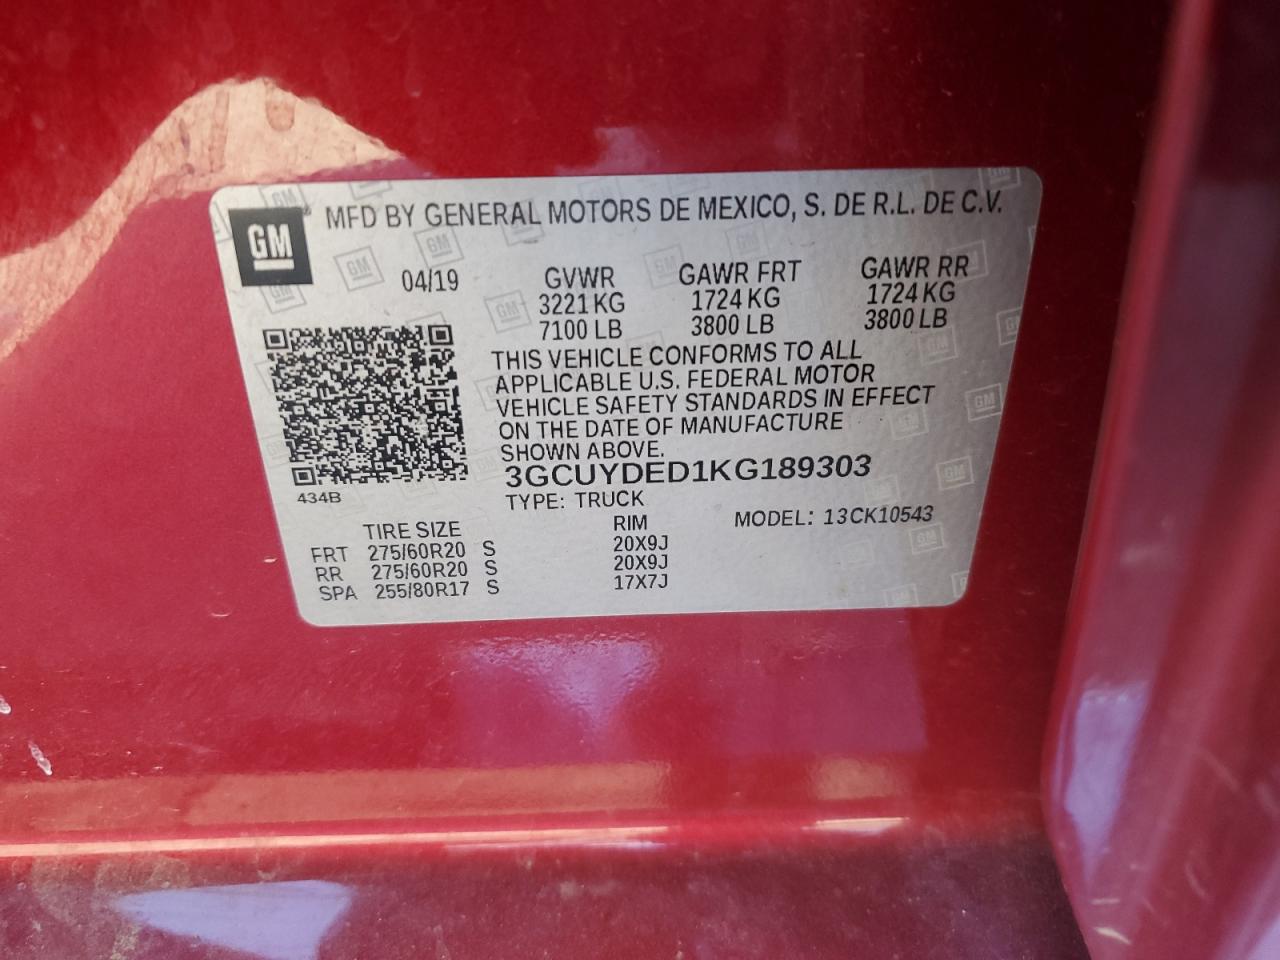 GM
MFD BY GENERAL MOTORS DE MEXICO, S. DE R.L. DE C.V.
04/19 GVWR GAWR FRT GAWR RR
3221 KG 1724 KG 1724 KG
7100 LB 3800 LB 3800 LB
THIS VEHICLE CONFORMS TO ALL
APPLICABLE U.S. FEDERAL MOTOR
VEHICLE SAFETY STANDARDS IN EFFECT
ON THE DATE OF MANUFACTURE
SHOWN ABOVE.
3GCUYDED1KG189303
434B
TYPE: TRUCK
MODEL: 13CK10543
TIRE SIZE RIM
FRT 275/60R20 S 20X9J
RR 275/60R20 S 20X9J
SPA 255/80R17 S 17X7J